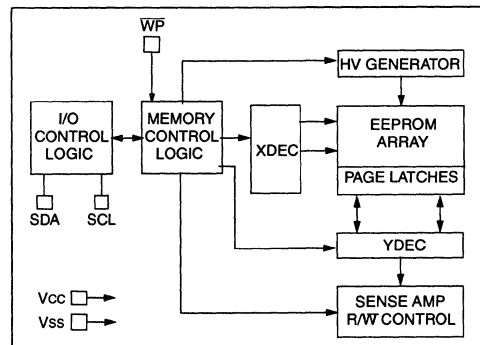 W̅P̅
HV GENERATOR
I/O
CONTROL
LOGIC
MEMORY
CONTROL
LOGIC
XDEC
EEPROM
ARRAY
PAGE LATCHES
SDA
SCL
YDEC
Vcc
Vss
SENSE AMP
R/W̅ CONTROL